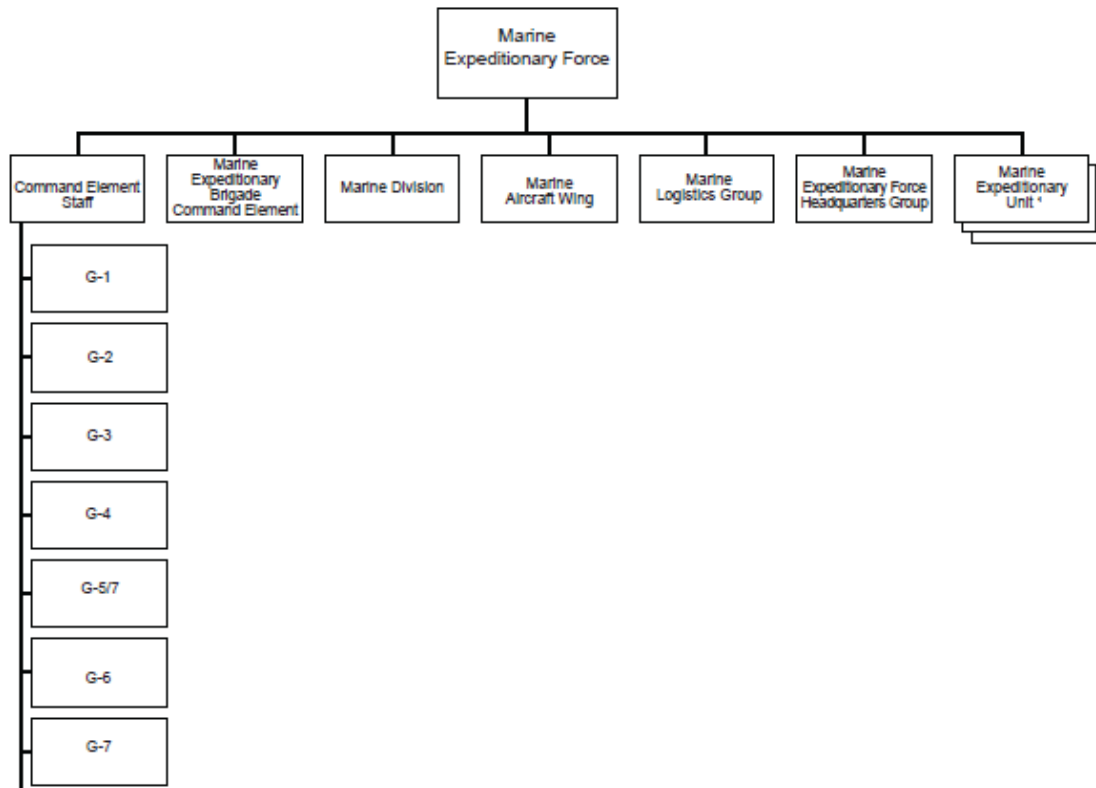 Marine
Expeditionary Force
Command Element
Staff
Marine
Expeditionary
Brigade
Command Element
Marine Division
Marine
Aircraft Wing
Marine
Logistics Group
Marine
Expeditionary Force
Headquarters Group
Marine
Expeditionary
Unit
G-1
G-2
G-3
G-4
G-5/7
G-6
G-7